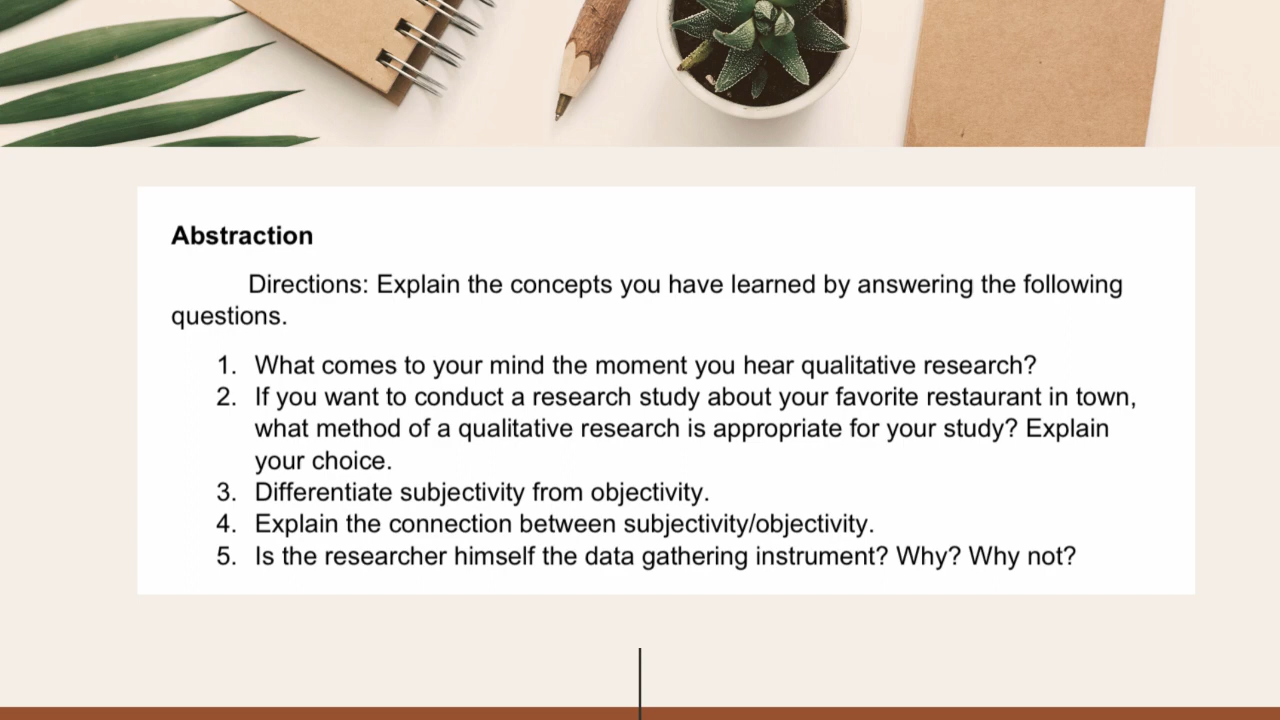 Abstraction
Directions: Explain the concepts you have learned by answering the following
questions.
1. What comes to your mind the moment you hear qualitative research?
2. If you want to conduct a research study about your favorite restaurant in town,
what method of a qualitative research is appropriate for your study? Explain
your choice.
3. Differentiate subjectivity from objectivity.
4. Explain the connection between subjectivity/objectivity.
5. Is the researcher himself the data gathering instrument? Why? Why not?